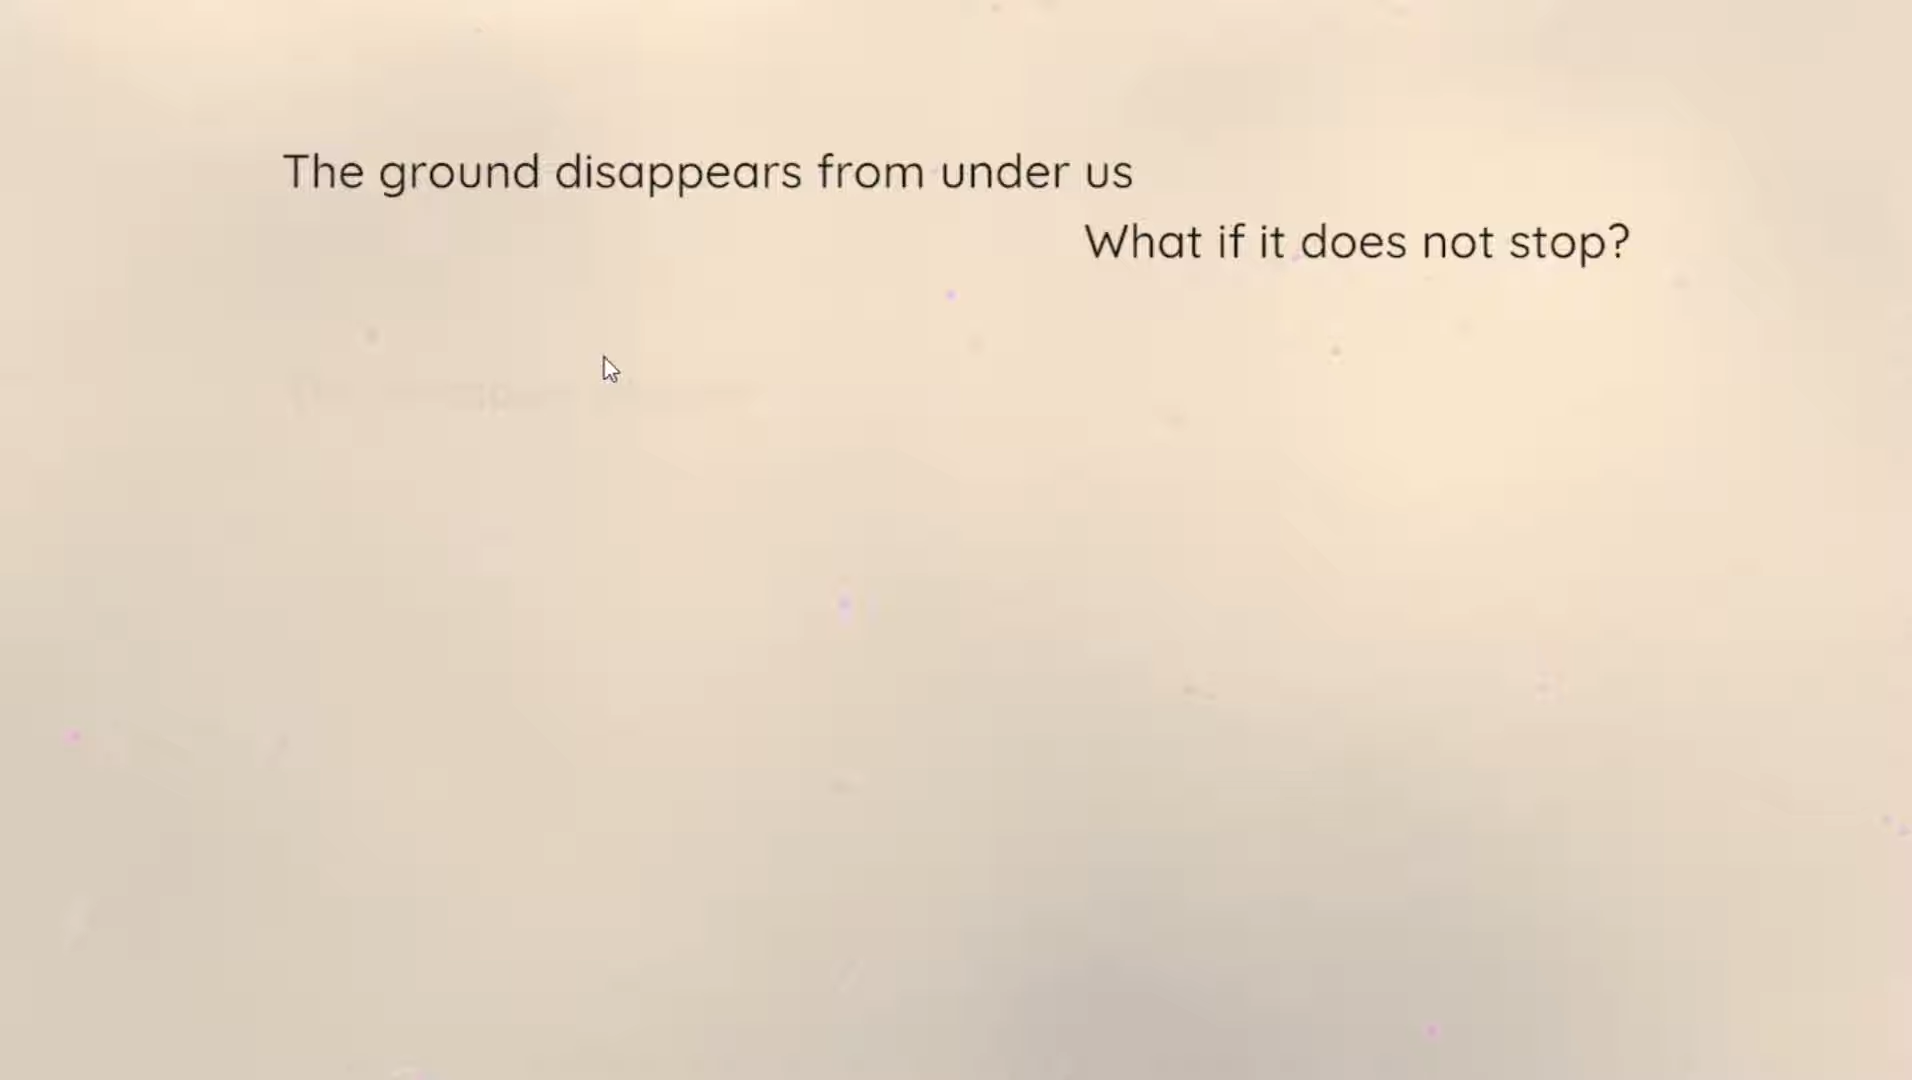 The ground disappears from under us
What if it does not stop?